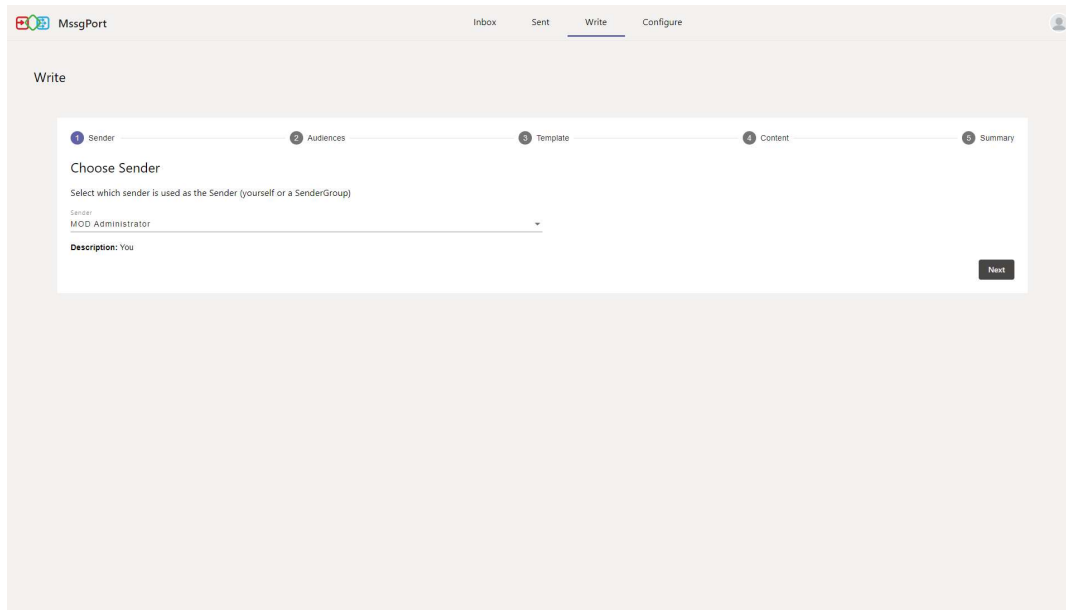 MssgPort Inbox Sent Write Configure
Write
1 Sender 2 Audiences 3 Template 4 Content 5 Summary
Choose Sender
Select which sender is used as the Sender (yourself or a SenderGroup)
Sender
MOD Administrator
Description: You
Next